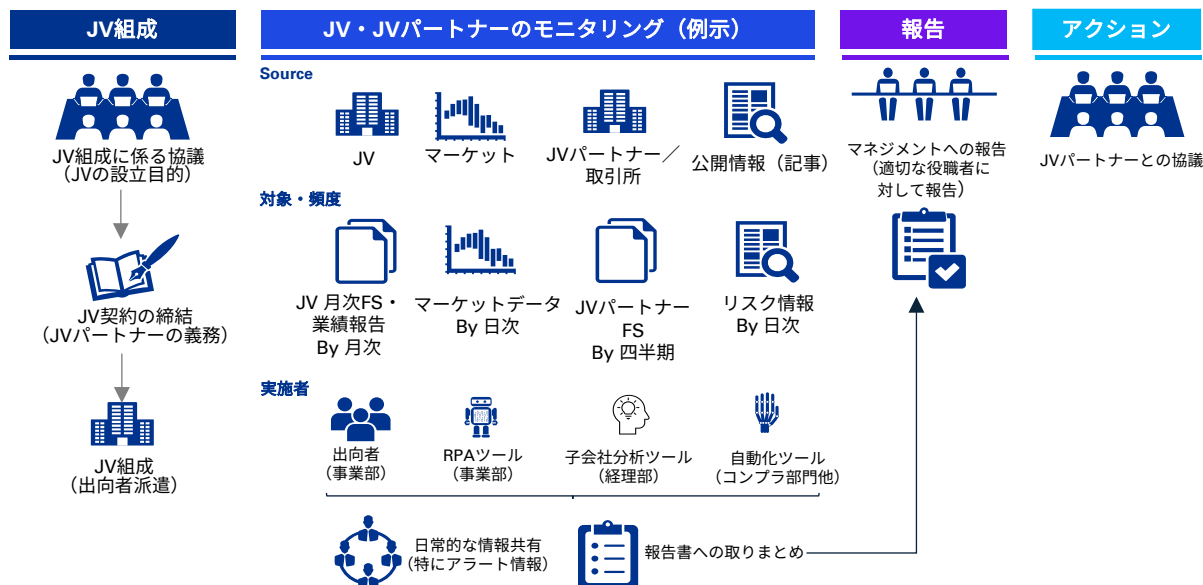 JV組成
JV・JVパートナーのモニタリング（例示）
報告
アクション
JV組成に係る協議
（JVの設立目的）
JV契約の締結
（JVパートナーの義務）
JV組成
（出向者派遣）
Source
JV
マーケット
JVパートナー／
取引所
公開情報（記事）
対象・頻度
JV 月次FS・
業績報告
By 月次
マーケットデータ
By 日次
JVパートナー
FS
By 四半期
リスク情報
By 日次
実施者
出向者
（事業部）
RPAツール
（事業部）
子会社分析ツール
（経理部）
自動化ツール
（コンプラ部門他）
日常的な情報共有
（特にアラート情報）
報告書への取りまとめ
マネジメントへの報告
（適切な役職者に
対して報告）
JVパートナーとの協議